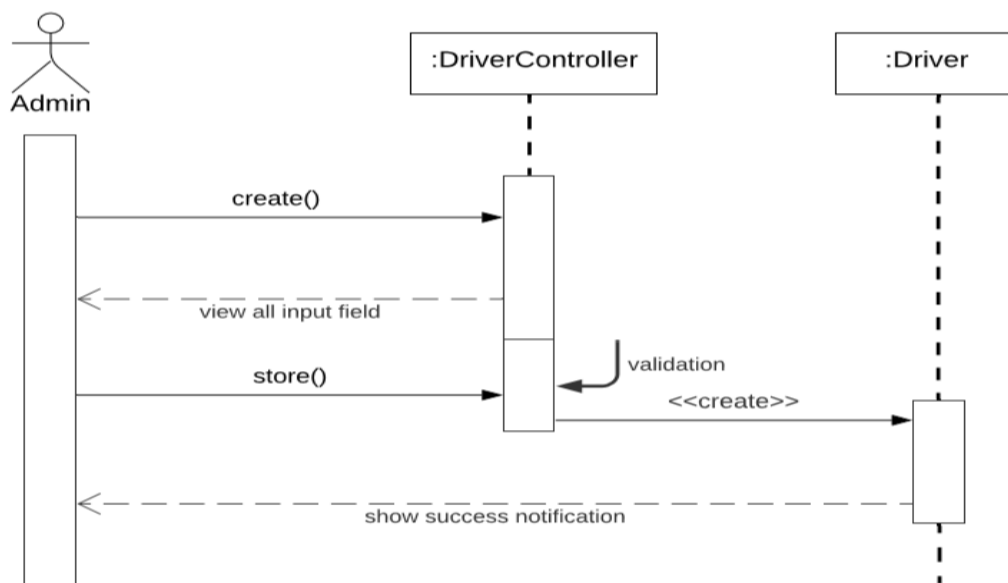 :DriverController
:Driver
Admin
create()
view all input field
validation
store()
<<create>>
show success notification